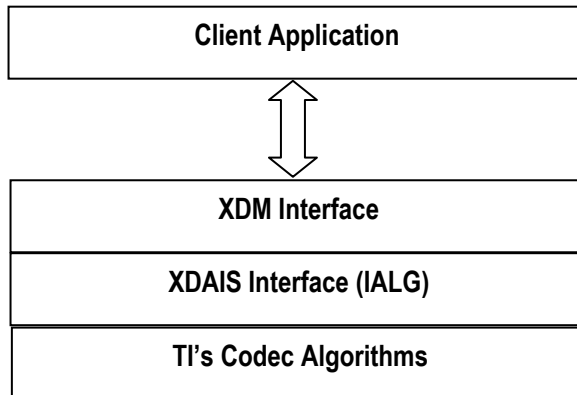 Client Application
XDM Interface
XDAIS Interface (IALG)
TI's Codec Algorithms